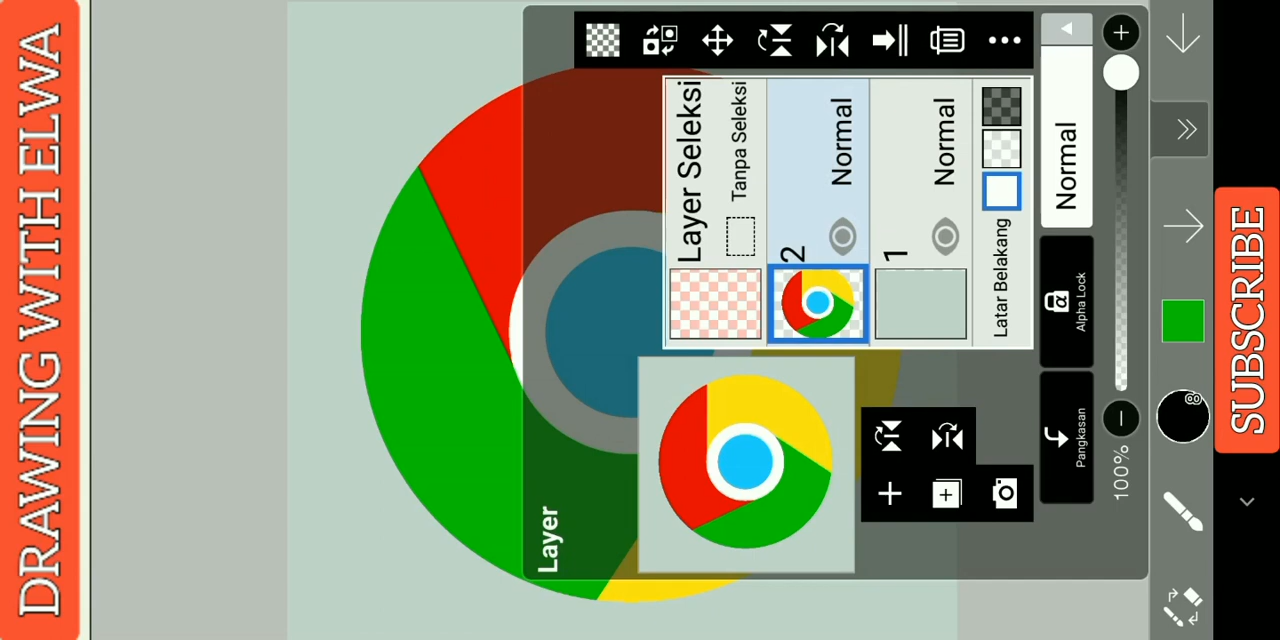 DRAWING WITH ELWA
Layer
Layer Seleksi
Tanpa Seleksi
2
Normal
1
Normal
Latar Belakang
Normal
α
Alpha Lock
Pangkasan
100%
8
SUBSCRIBE